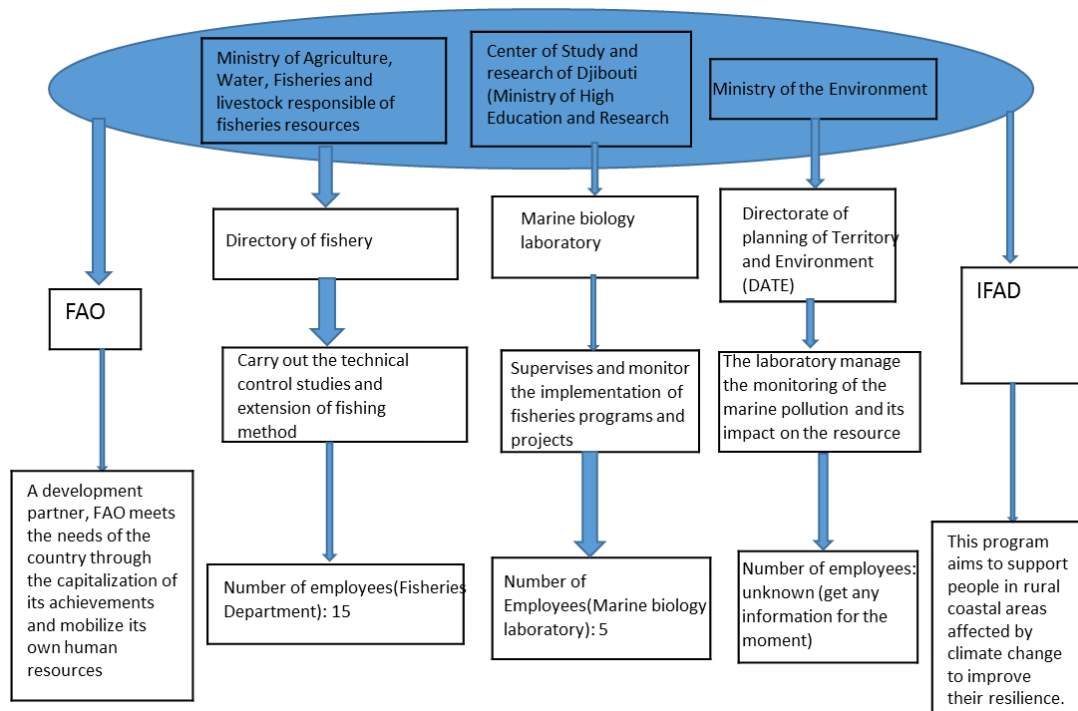 Ministry of Agriculture,
Water, Fisheries and
livestock responsible of
fisheries resources
Center of Study and
research of Djibouti
(Ministry of High
Education and Research
Ministry of the Environment
Directory of fishery
Marine biology
laboratory
Directorate of
planning of Territory
and Environment
(DATE)
FAO
IFAD
Carry out the technical
control studies and
extension of fishing
method
Supervises and monitor
the implementation of
fisheries programs and
projects
The laboratory manage
the monitoring of the
marine pollution and its
impact on the resource
A development
partner, FAO meets
the needs of the
country through
the capitalization of
its achievements
and mobilize its
own human
resources
Number of employees(Fisheries
Department): 15
Number of
Employees(Marine biology
laboratory): 5
Number of employees:
unknown (get any
information for the
moment)
This program
aims to support
people in rural
coastal areas
affected by
climate change
to improve
their resilience.